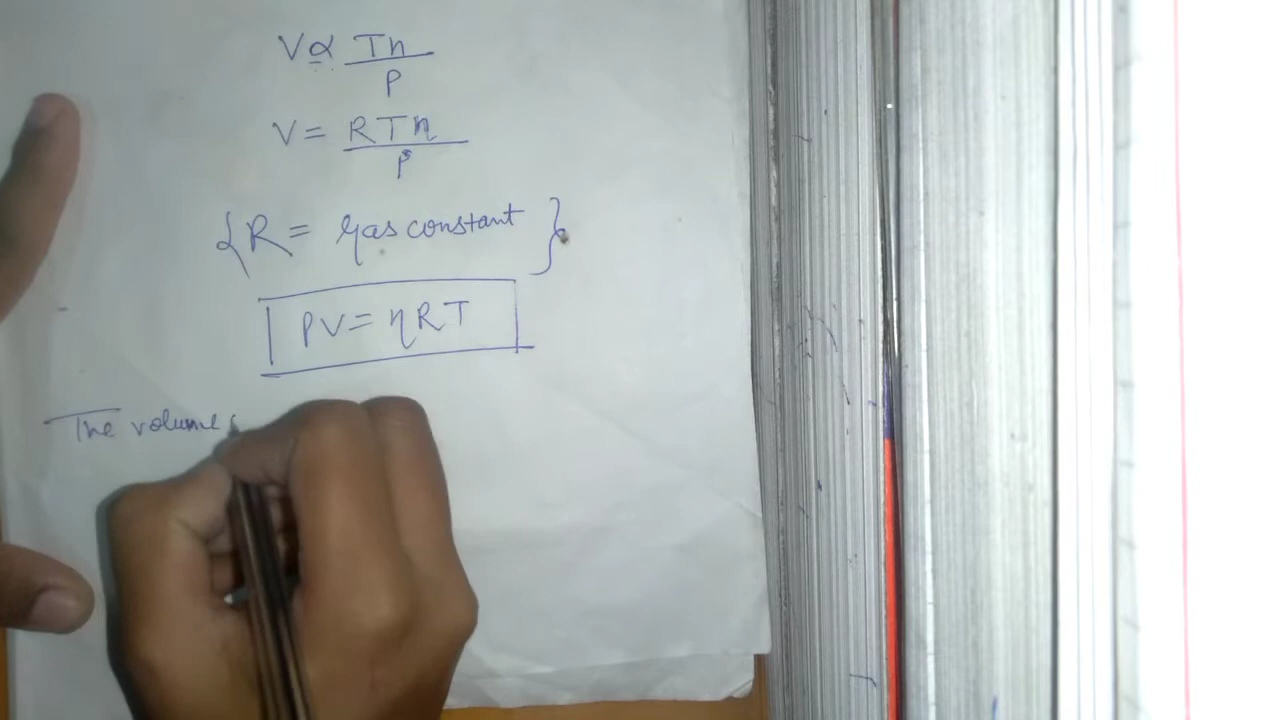 V ∝ Tn / P
V = RTn / P
{R = gas constant}
PV = nRT
The volume